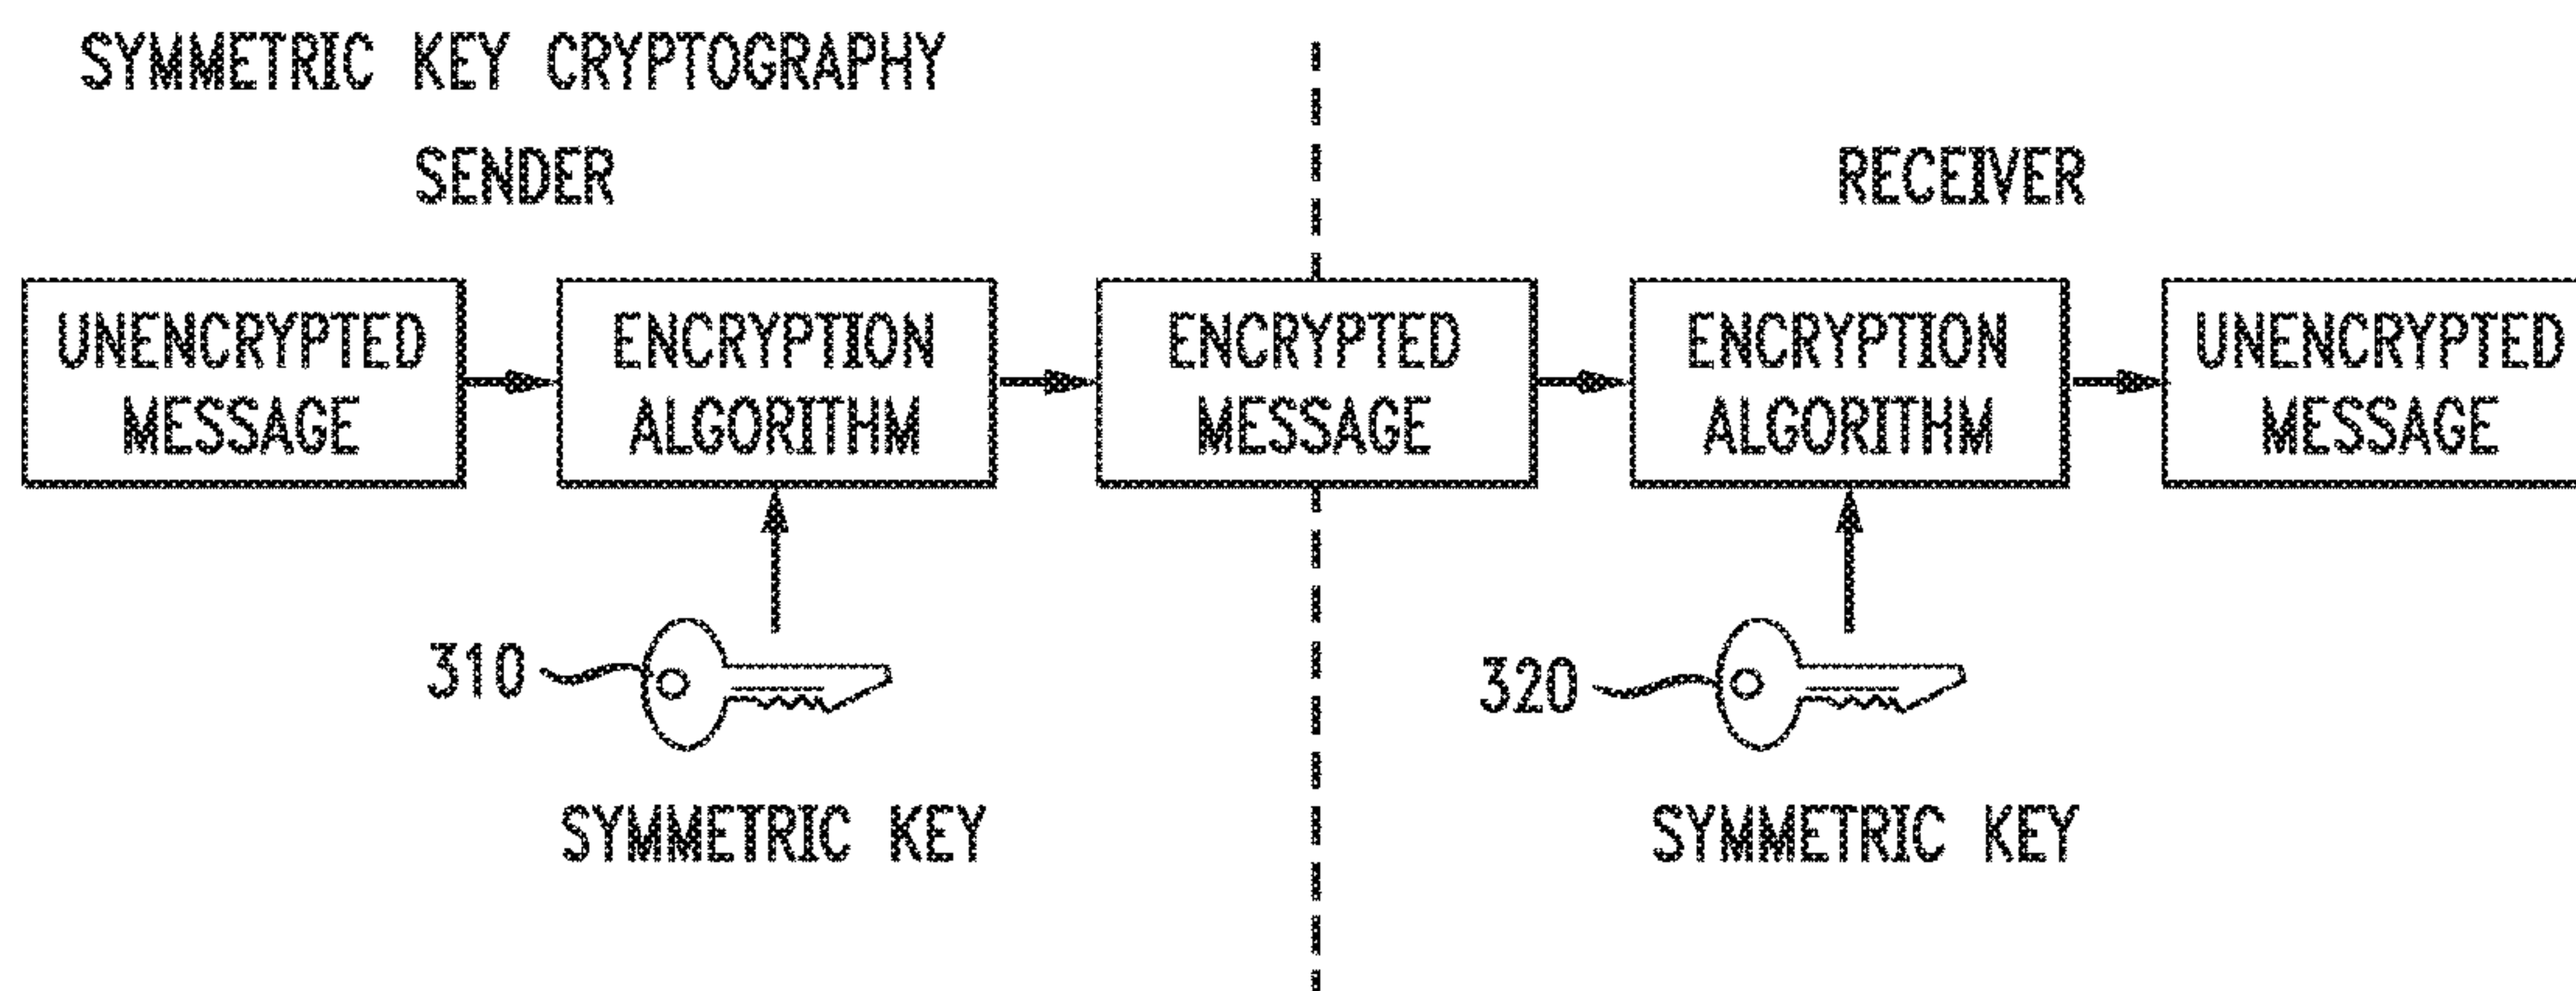 SYMMETRIC KEY CRYPTOGRAPHY
SENDER
RECEIVER
UNENCRYPTED
MESSAGE
ENCRYPTION
ALGORITHM
ENCRYPTED
MESSAGE
ENCRYPTION
ALGORITHM
UNENCRYPTED
MESSAGE
310
320
SYMMETRIC KEY
SYMMETRIC KEY